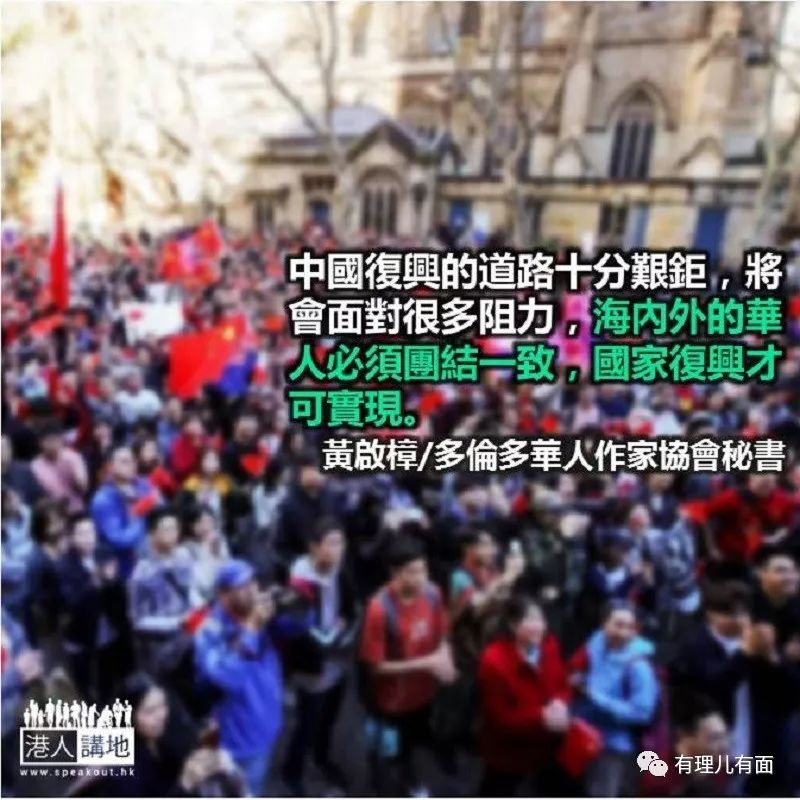 中國復興的道路十分艱鉅，將
會面對很多阻力，海內外的華
人必須團結一致，國家復興才
可實現。
黃啟樟/多倫多華人作家協會秘書
港人講地
www.speakout.hk
有理儿有面